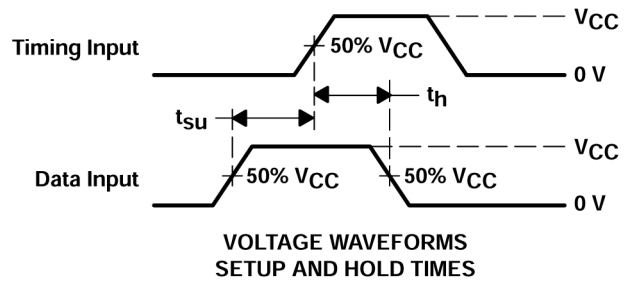 VCC
Timing Input
50% VCC
0 V
th
tsu
VCC
Data Input
50% VCC
50% VCC
0 V
VOLTAGE WAVEFORMS
SETUP AND HOLD TIMES